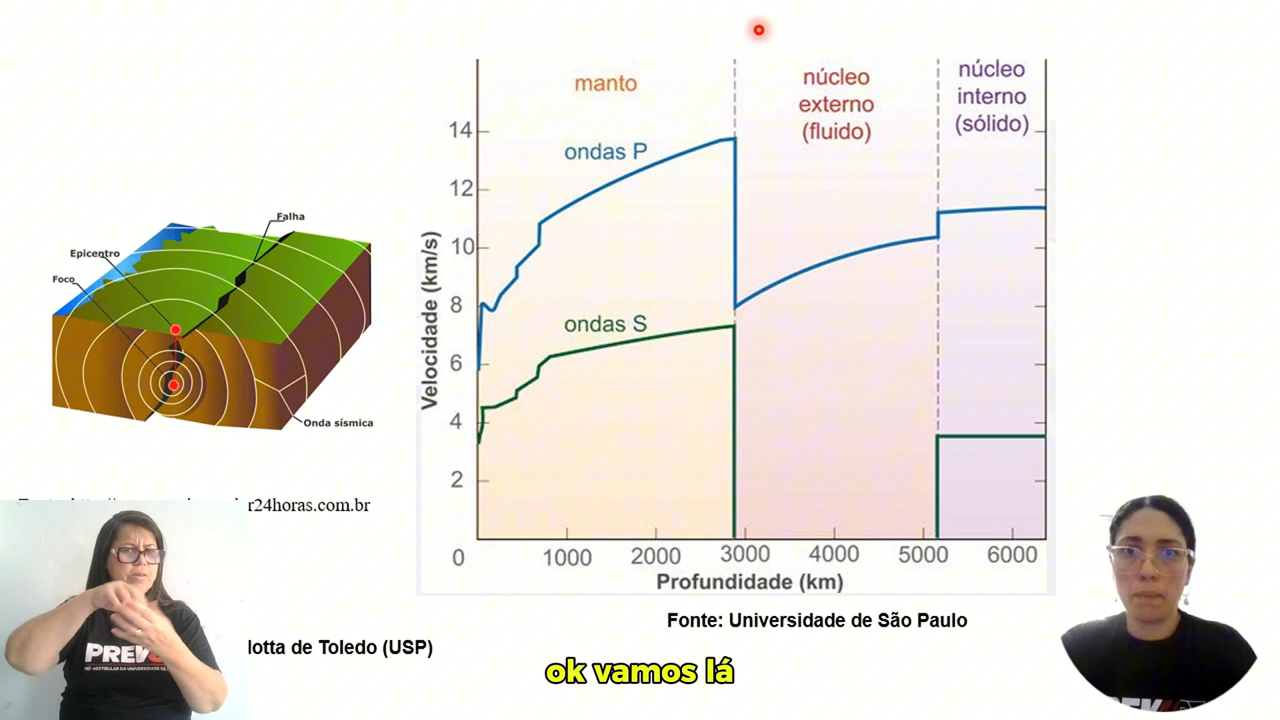 Falha
Epicentro
Foco
Onda sísmica
r24horas.com.br
lotta de Toledo (USP)
manto
núcleo
externo
(fluido)
núcleo
interno
(sólido)
ondas P
ondas S
Velocidade (km/s)
14
12
10
8
6
4
2
0 1000 2000 3000 4000 5000 6000
Profundidade (km)
Fonte: Universidade de São Paulo
ok vamos lá